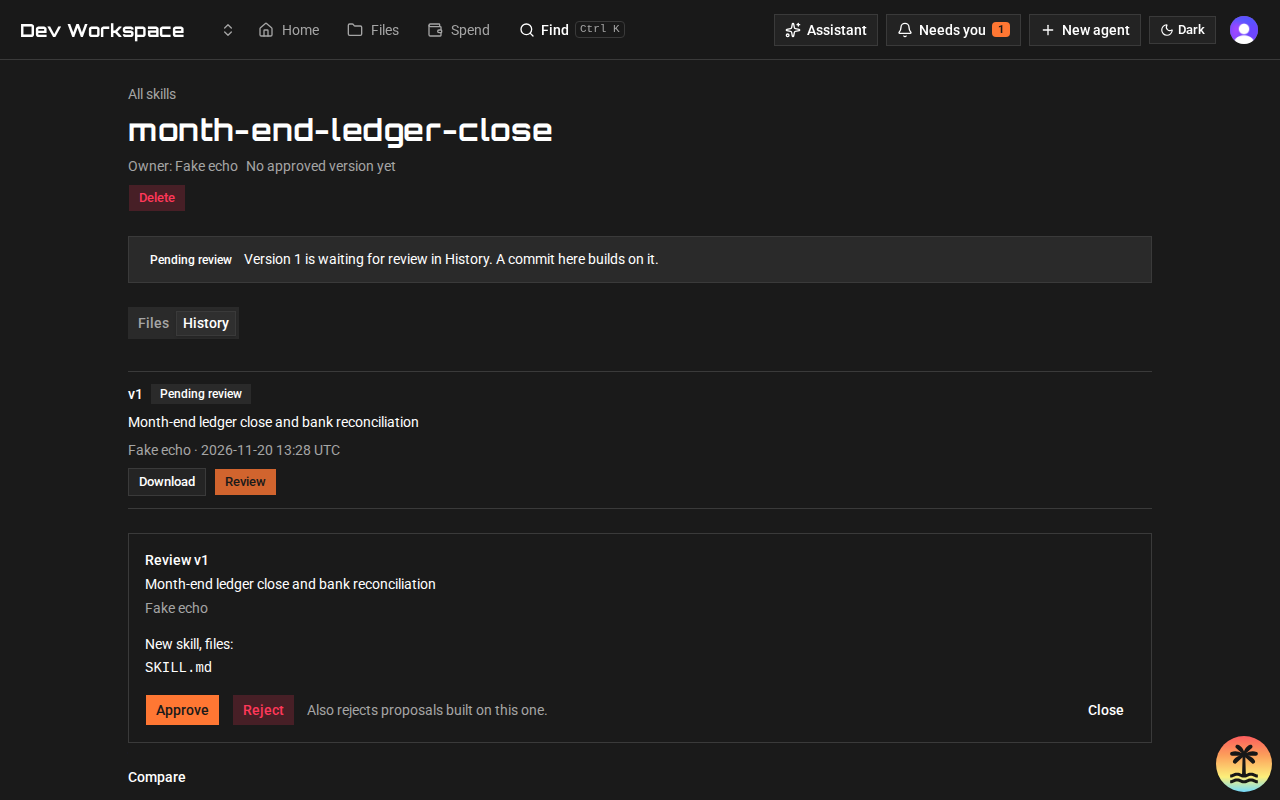 Dev Workspace Home Files Spend Find Ctrl K Assistant Needs you 1 New agent Dark
All skills
month-end-ledger-close
Owner: Fake echo No approved version yet
Delete
Pending review Version 1 is waiting for review in History. A commit here builds on it.
Files History
v1 Pending review
Month-end ledger close and bank reconciliation
Fake echo · 2026-11-20 13:28 UTC
Download Review
Review v1
Month-end ledger close and bank reconciliation
Fake echo
New skill, files:
SKILL.md
Approve Reject Also rejects proposals built on this one. Close
Compare